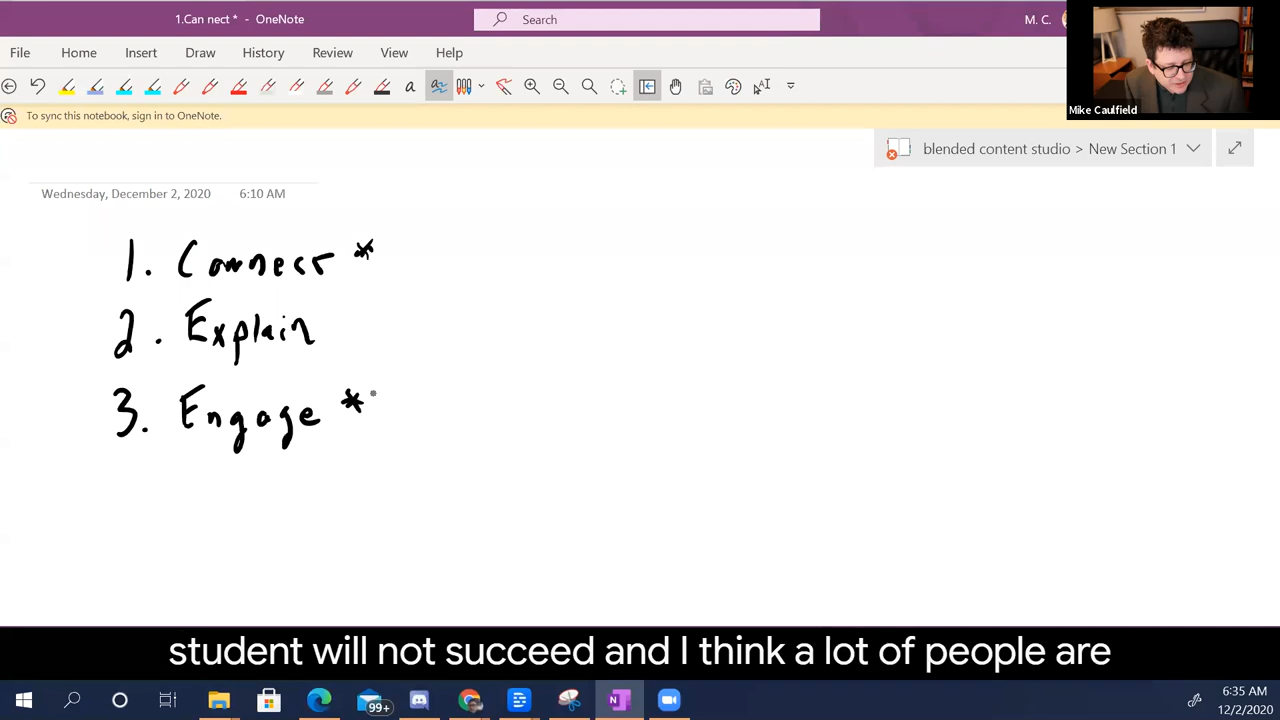 1.Can nect * - OneNote
Search
M. C.
File Home Insert Draw History Review View Help
To sync this notebook, sign in to OneNote.
Mike Caulfield
blended content studio > New Section 1
Wednesday, December 2, 2020 6:10 AM
1. Connect *
2. Explain
3. Engage *
student will not succeed and I think a lot of people are
99+
6:35 AM
12/2/2020